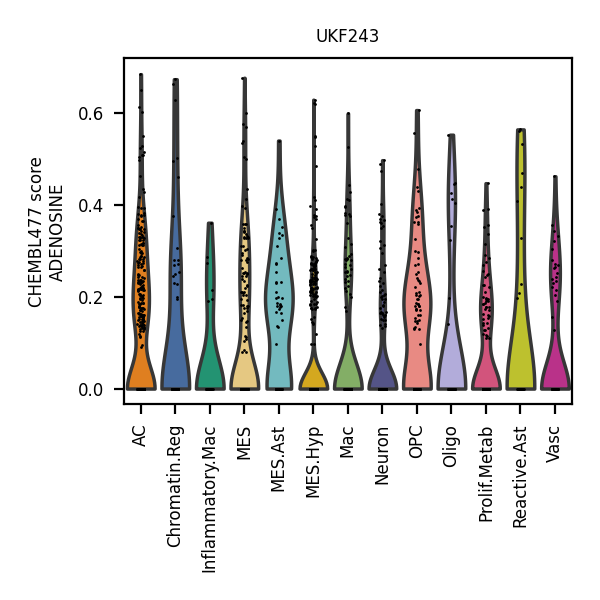 UKF243
CHEMBL477 score
ADENOSINE
0.6
0.4
0.2
0.0
AC
Chromatin.Reg
Inflammatory.Mac
MES
MES.Ast
MES.Hyp
Mac
Neuron
OPC
Oligo
Prolif.Metab
Reactive.Ast
Vasc